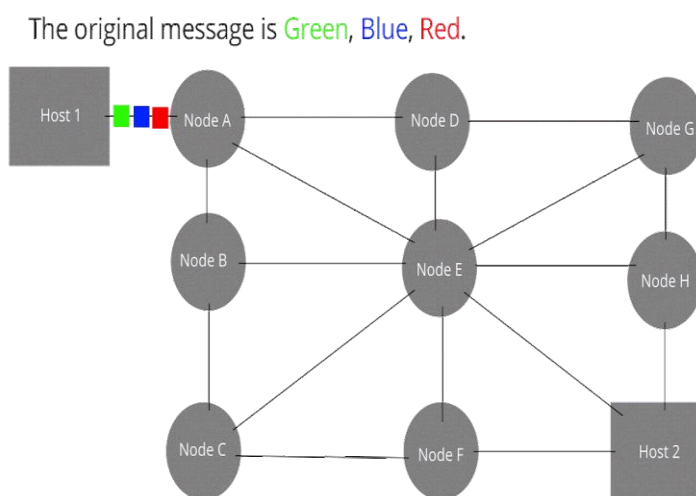 The original message is Green, Blue, Red.
Host 1
Node A
Node D
Node G
Node B
Node E
Node H
Node C
Node F
Host 2